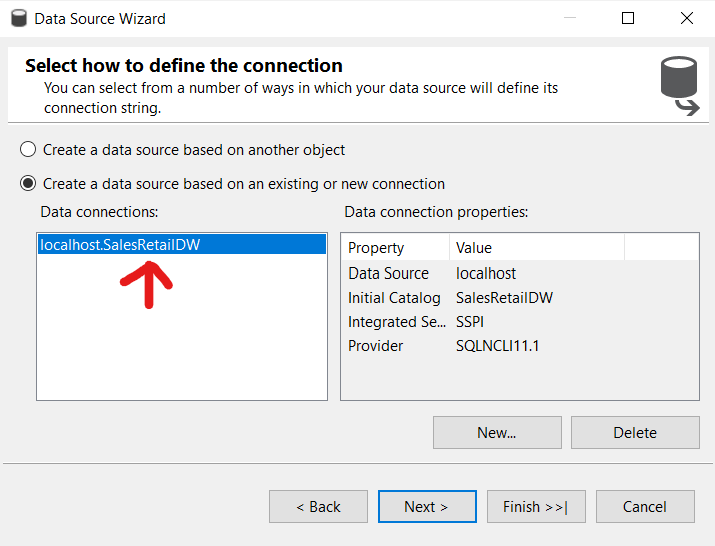 Data Source Wizard
Select how to define the connection
You can select from a number of ways in which your data source will define its
connection string.
Create a data source based on another object
Create a data source based on an existing or new connection
Data connections:
Data connection properties:
localhost.SalesRetailDW
Property Value
Data Source localhost
Initial Catalog SalesRetailDW
Integrated Se... SSPI
Provider SQLNCLI11.1
New... Delete
< Back Next > Finish >>| Cancel